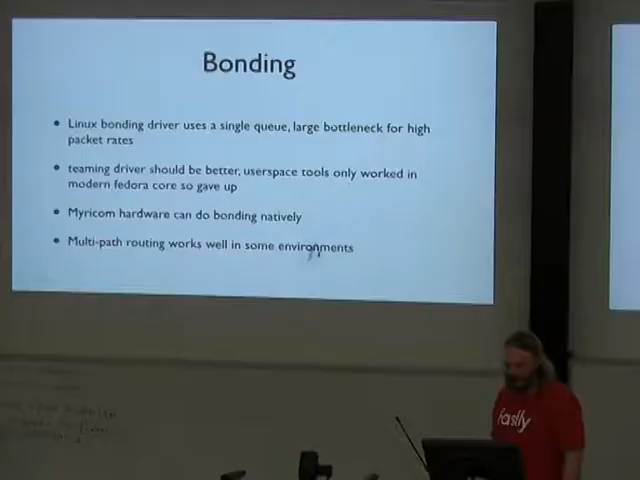 Bonding
• Linux bonding driver uses a single queue, large bottleneck for high
packet rates
• teaming driver should be better, userspace tools only worked in
modern fedora core so gave up
• Myricom hardware can do bonding natively
• Multi-path routing works well in some environments
fastly